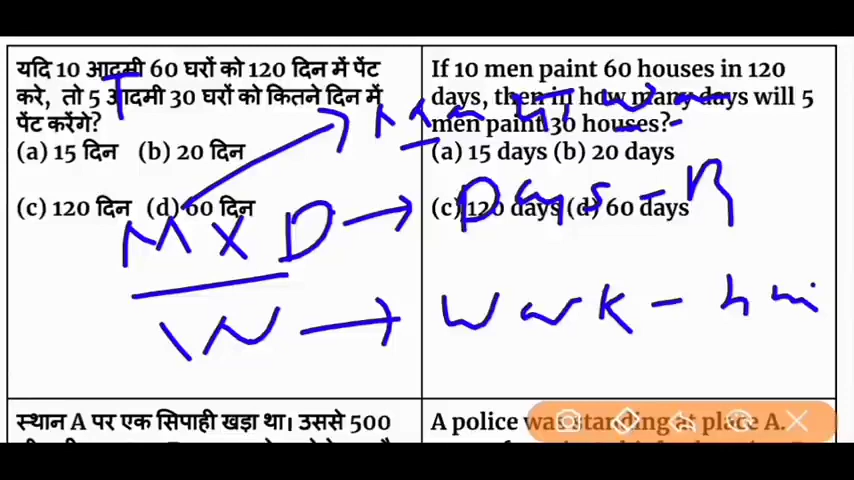 यदि 10 आदमी 60 घरों को 120 दिन में पेंट
करे, तो 5 आदमी 30 घरों को कितने दिन में
पेंट करेंगे?
(a) 15 दिन (b) 20 दिन
(c) 120 दिन (d) 60 दिन
M X D
W
If 10 men paint 60 houses in 120
days, then in how many days will 5
men paint 30 houses?
(a) 15 days (b) 20 days
(c) 120 days (d) 60 days
Days -
Work -
स्थान A पर एक सिपाही खड़ा था। उससे 500
A police was standing at place A.